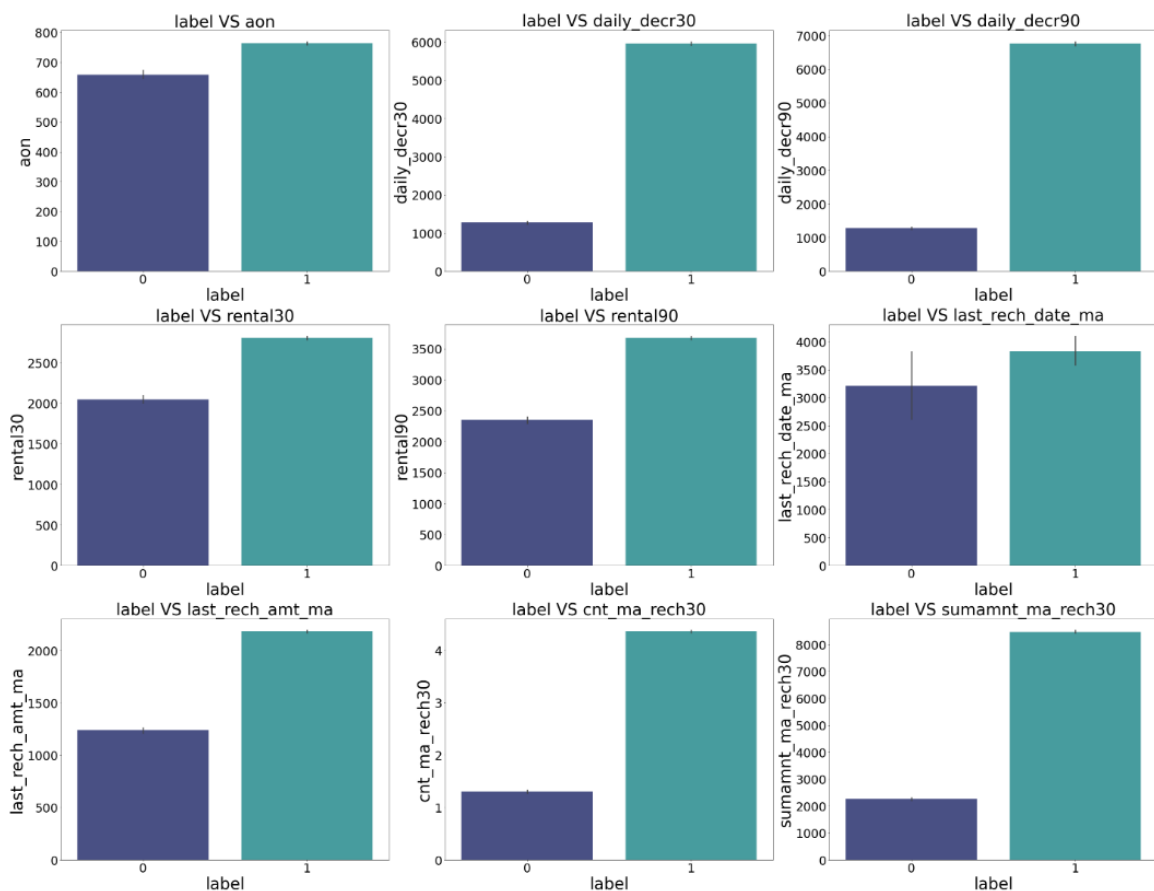 label VS aon
800
700
600
500
400
300
200
100
0
aon
0 1
label
label VS daily_decr30
6000
5000
4000
3000
2000
1000
0
daily_decr30
0 1
label
label VS daily_decr90
7000
6000
5000
4000
3000
2000
1000
0
daily_decr90
0 1
label
label VS rental30
2500
2000
1500
1000
500
0
rental30
0 1
label
label VS rental90
3500
3000
2500
2000
1500
1000
500
0
rental90
0 1
label
label VS last_rech_date_ma
4000
3500
3000
2500
2000
1500
1000
500
0
last_rech_date_ma
0 1
label
label VS last_rech_amt_ma
2000
1500
1000
500
0
last_rech_amt_ma
0 1
label
label VS cnt_ma_rech30
4
3
2
1
0
cnt_ma_rech30
0 1
label
label VS sumamnt_ma_rech30
8000
7000
6000
5000
4000
3000
2000
1000
0
sumamnt_ma_rech30
0 1
label